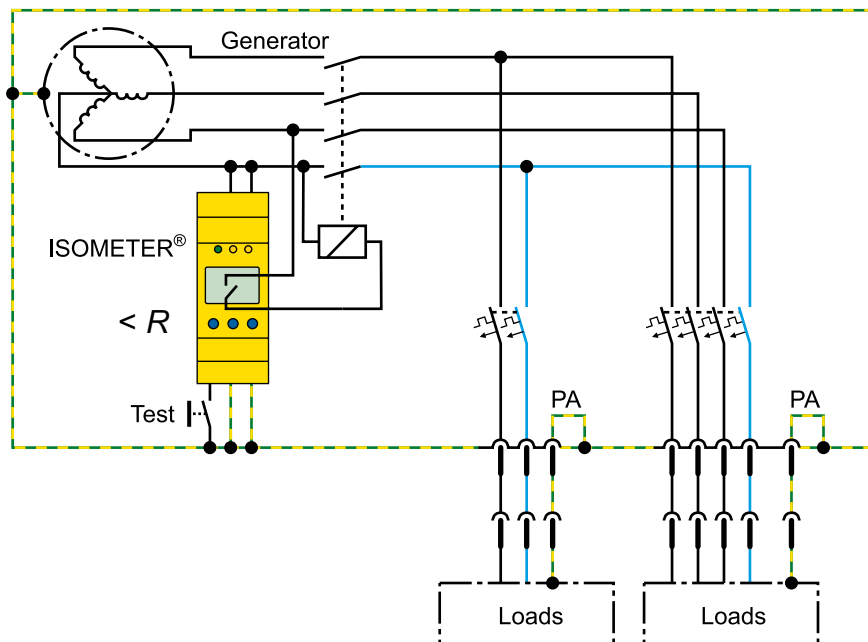 Generator
ISOMETER®
< R
Test
PA
PA
Loads
Loads